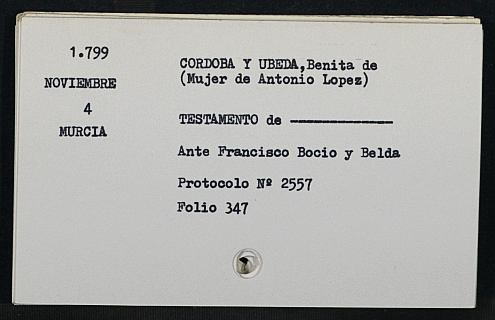 1.799
NOVIEMBRE
4
MURCIA
CORDOBA Y UBEDA,Benita de
(Mujer de Antonio Lopez)
TESTAMENTO de ---------------
Ante Francisco Bocio y Belda
Protocolo Nº 2557
Folio 347